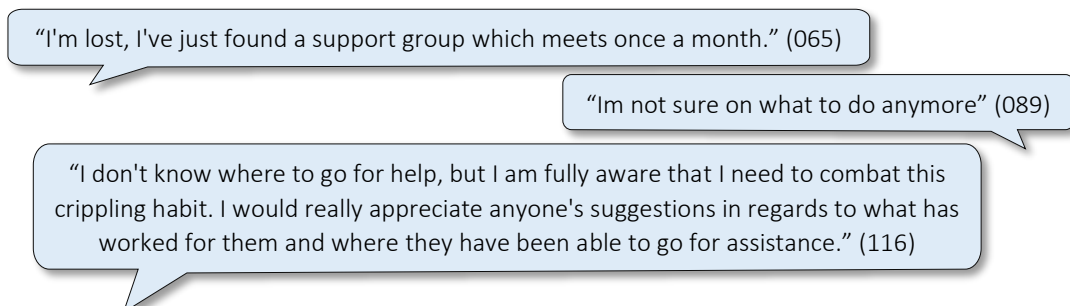 “I'm lost, I've just found a support group which meets once a month.” (065)
“Im not sure on what to do anymore” (089)
“I don't know where to go for help, but I am fully aware that I need to combat this
crippling habit. I would really appreciate anyone's suggestions in regards to what has
worked for them and where they have been able to go for assistance.” (116)